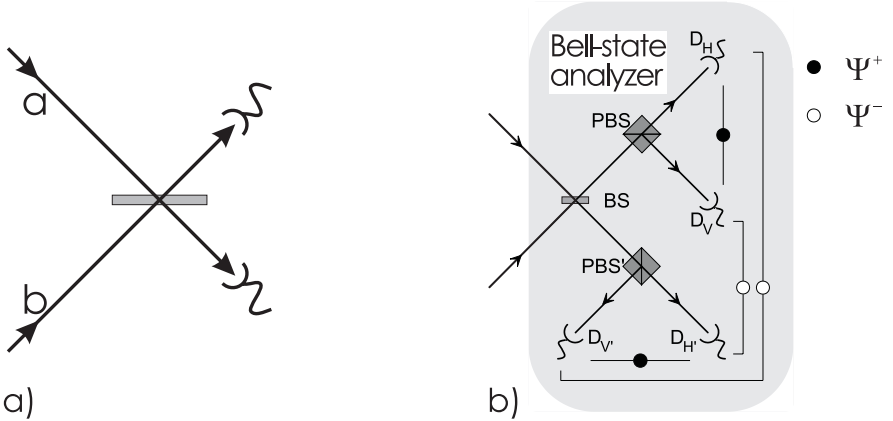 a
b
a)
Bell-state
analyzer
D_H
PBS
BS
D_V
PBS'
D_V'
D_H'
b)
Ψ⁺
Ψ⁻